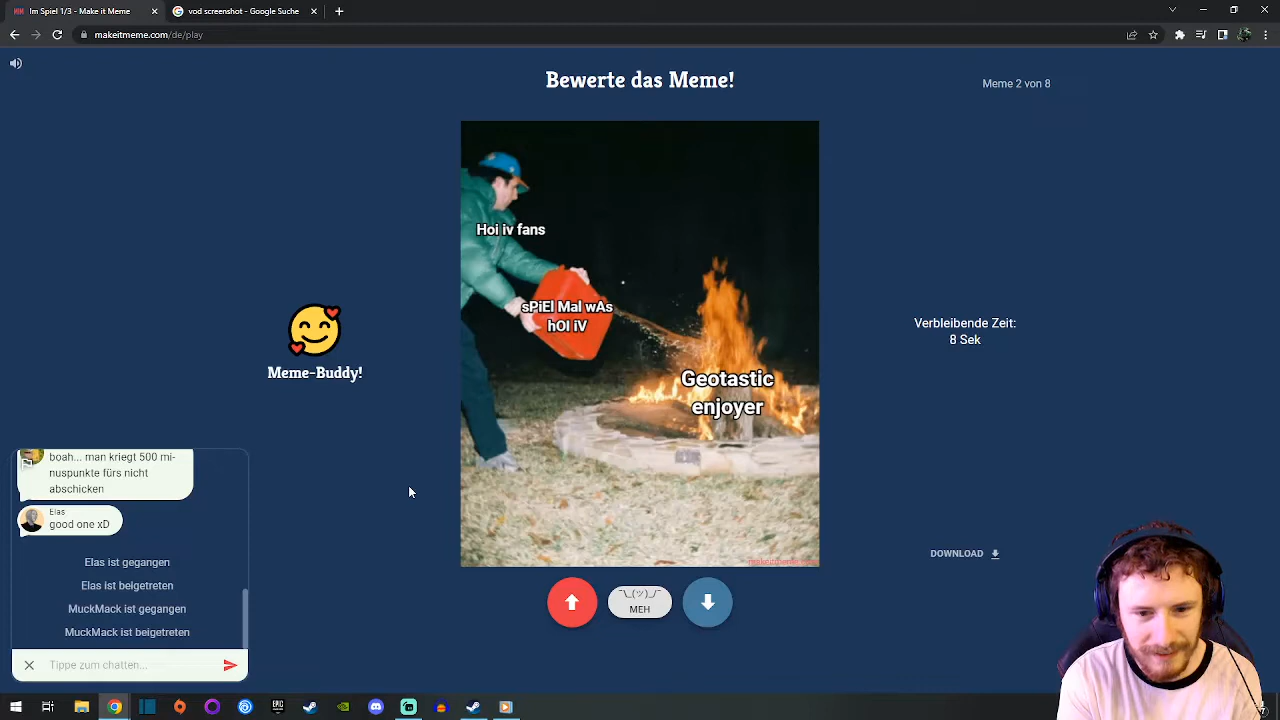 Im Spiel 1/3 - Make it Meme
vod screenshot - Google Suche
makeitmeme.com/de/play
Bewerte das Meme!
Meme 2 von 8
Hoi iv fans
sPiEl Mal wAs
hOI iV
Geotastic
enjoyer
Meme-Buddy!
Verbleibende Zeit:
8 Sek
boah... man kriegt 500 mi-
nuspunkte fürs nicht
abschicken
Elas
good one xD
Elas ist gegangen
Elas ist beigetreten
MuckMack ist gegangen
MuckMack ist beigetreten
Tippe zum chatten...
DOWNLOAD
¯\_(ツ)_/¯
MEH
EPIC